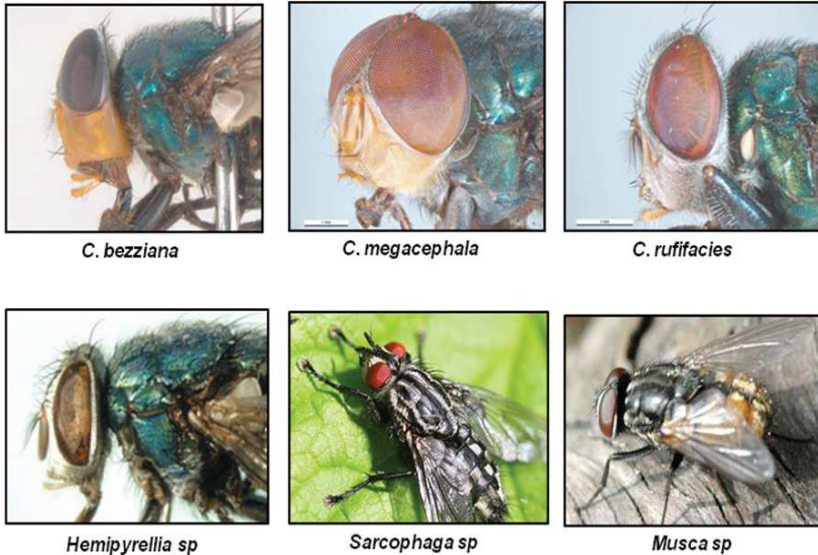 C. bezziana
C. megacephala
C. rufifacies
Hemipyrellia sp
Sarcophaga sp
Musca sp